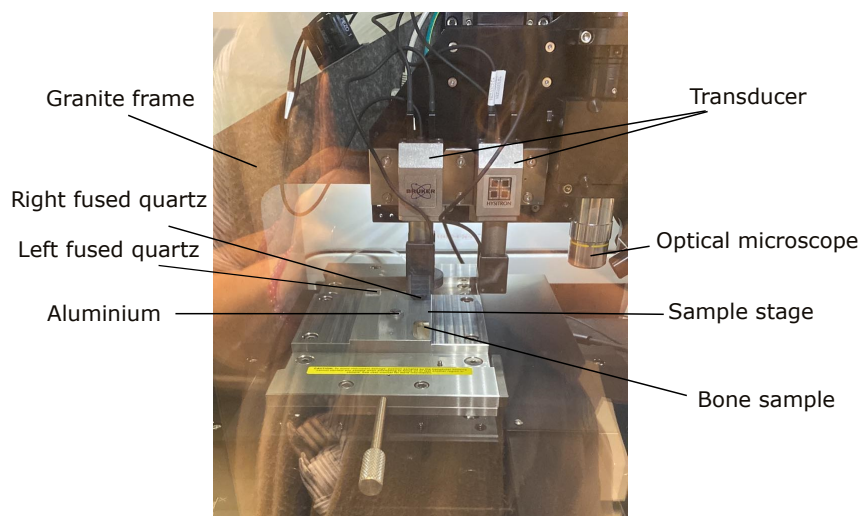 Granite frame
Transducer
Right fused quartz
BRUKER
HYSITRON
Left fused quartz
Optical microscope
Aluminium
Sample stage
Bone sample